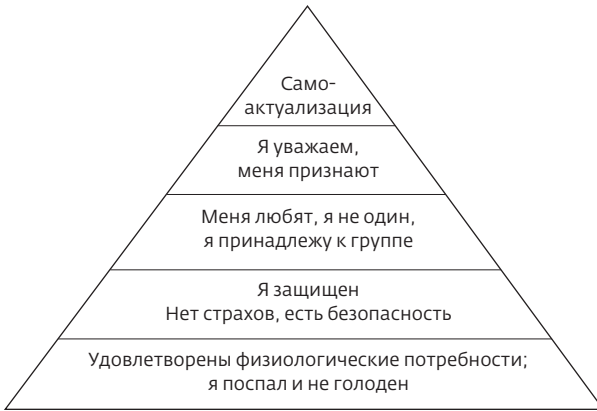 Само-
актуализация
Я уважаем,
меня признают
Меня любят, я не один,
я принадлежу к группе
Я защищен
Нет страхов, есть безопасность
Удовлетворены физиологические потребности;
я поспал и не голоден